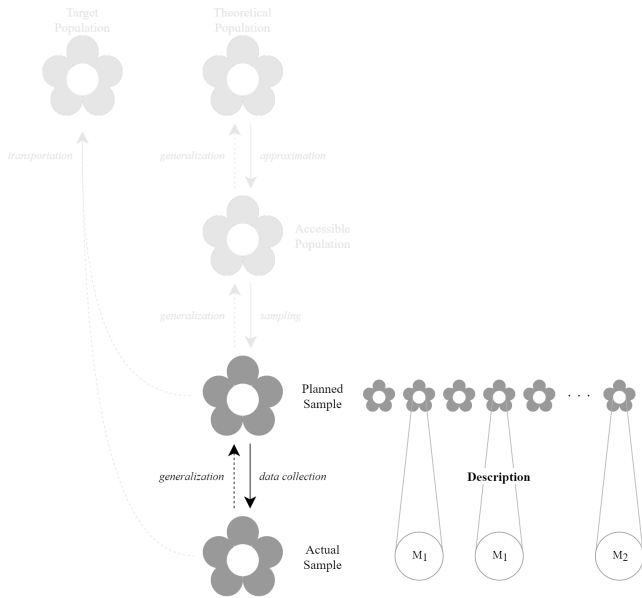 Target
Population
Theoretical
Population
transportation
generalization
approximation
Accessible
Population
generalization
sampling
Planned
Sample
. . .
generalization
data collection
Description
Actual
Sample
M1
M1
M2